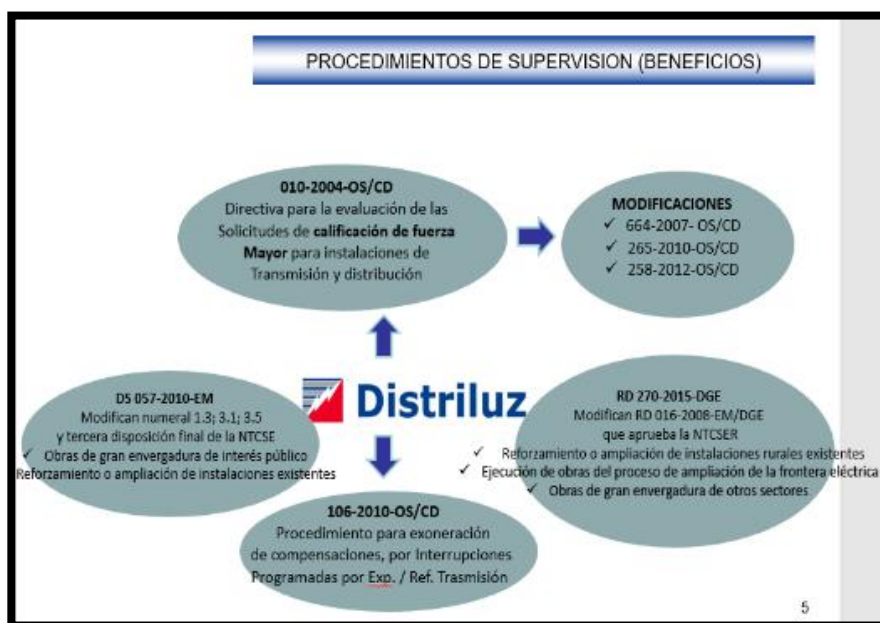 PROCEDIMIENTOS DE SUPERVISION (BENEFICIOS)
010-2004-OS/CD
Directiva para la evaluación de las
Solicitudes de calificación de fuerza
Mayor para instalaciones de
Transmisión y distribución
MODIFICACIONES
✓ 664-2007- OS/CD
✓ 265-2010-OS/CD
✓ 258-2012-OS/CD
DS 057-2010-EM
Modifican numeral 1.3; 3.1; 3.5
y tercera disposición final de la NTCSE
✓ Obras de gran envergadura de interés público
Reforzamiento o ampliación de instalaciones existentes
Distriluz
RD 270-2015-DGE
Modifican RD 016-2008-EM/DGE
que aprueba la NTCSER
✓ Reforzamiento o ampliación de instalaciones rurales existentes
✓ Ejecución de obras del proceso de ampliación de la frontera eléctrica
✓ Obras de gran envergadura de otros sectores
106-2010-OS/CD
Procedimiento para exoneración
de compensaciones, por Interrupciones
Programadas por Exp. / Ref. Trasmisión
5